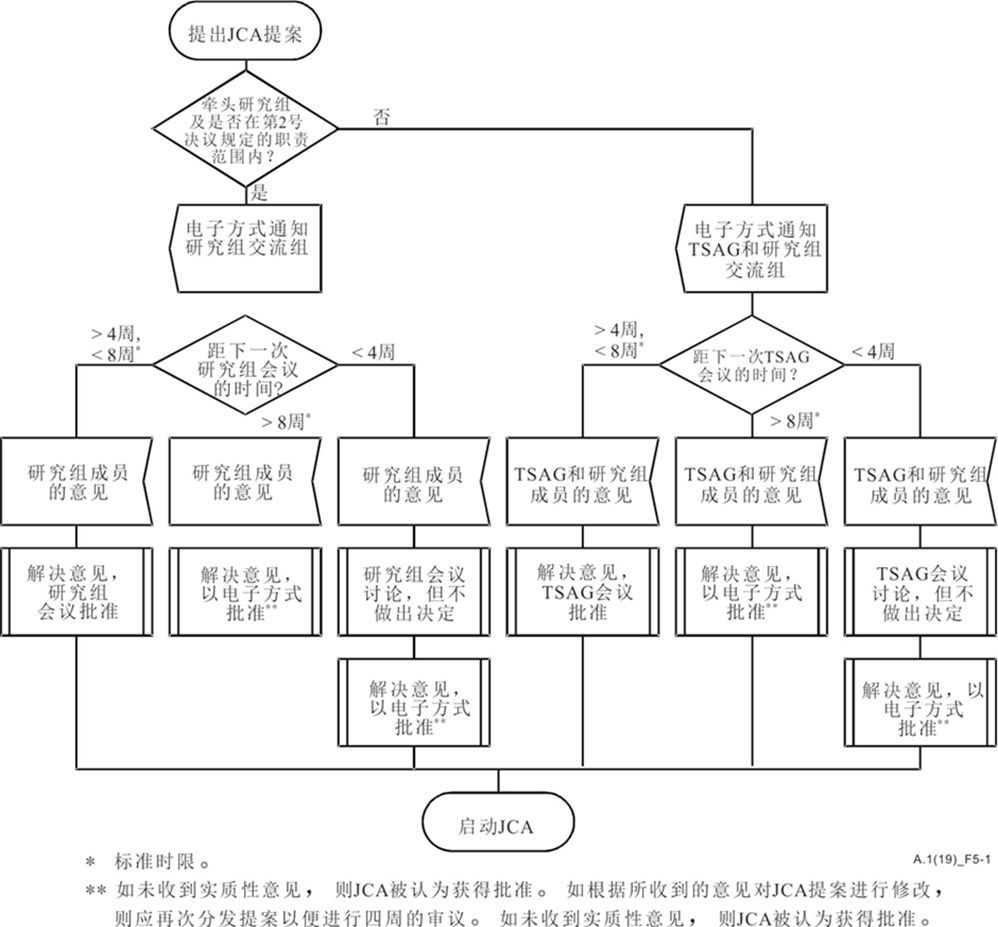 提出JCA提案
牵头研究组
及是否在第2号
决议规定的职责
范围内?
否
是
电子方式通知
研究组交流组
电子方式通知
TSAG和研究组
交流组
> 4周,
< 8周*
距下一次
研究组会议
的时间?
< 4周
> 8周*
> 4周,
< 8周*
距下一次TSAG
会议的时间?
< 4周
> 8周*
研究组成员
的意见
研究组成员
的意见
研究组成员
的意见
TSAG和研究组
成员的意见
TSAG和研究组
成员的意见
TSAG和研究组
成员的意见
解决意见,
研究组
会议批准
解决意见,
以电子方式
批准**
研究组会议
讨论,但不
做出决定
解决意见,
TSAG会议
批准
解决意见,
以电子方式
批准**
TSAG会议
讨论,但不
做出决定
解决意见,
以电子方式
批准**
解决意见,以
电子方式
批准**
启动JCA
* 标准时限。
A.1(19)_F5-1
** 如未收到实质性意见, 则JCA被认为获得批准。 如根据所收到的意见对JCA提案进行修改,
则应再次分发提案以便进行四周的审议。 如未收到实质性意见, 则JCA被认为获得批准。